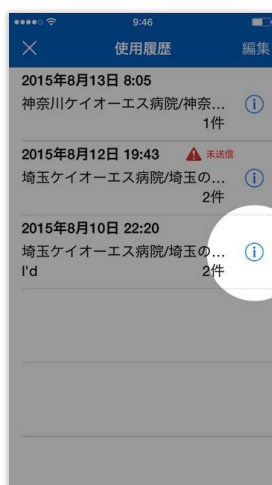 9:46
使用履歴 編集
2015年8月13日 8:05
神奈川ケイオーエス病院/神奈...
1件
2015年8月12日 19:43 未送信
埼玉ケイオーエス病院/埼玉の...
2件
2015年8月10日 22:20
埼玉ケイオーエス病院/埼玉の...
I'd 2件